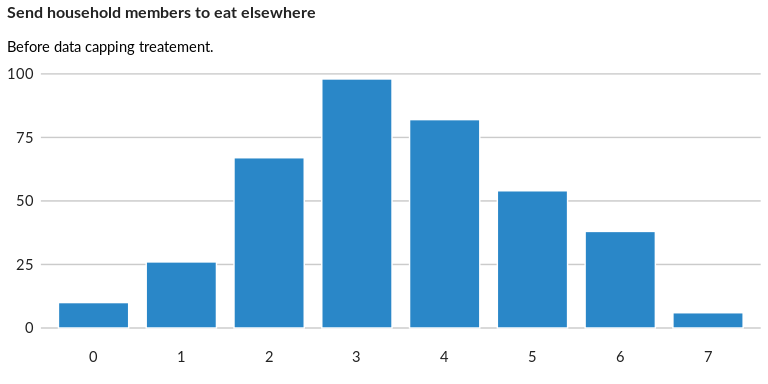 Send household members to eat elsewhere
Before data capping treatement.
100
75
50
25
0
0 1 2 3 4 5 6 7